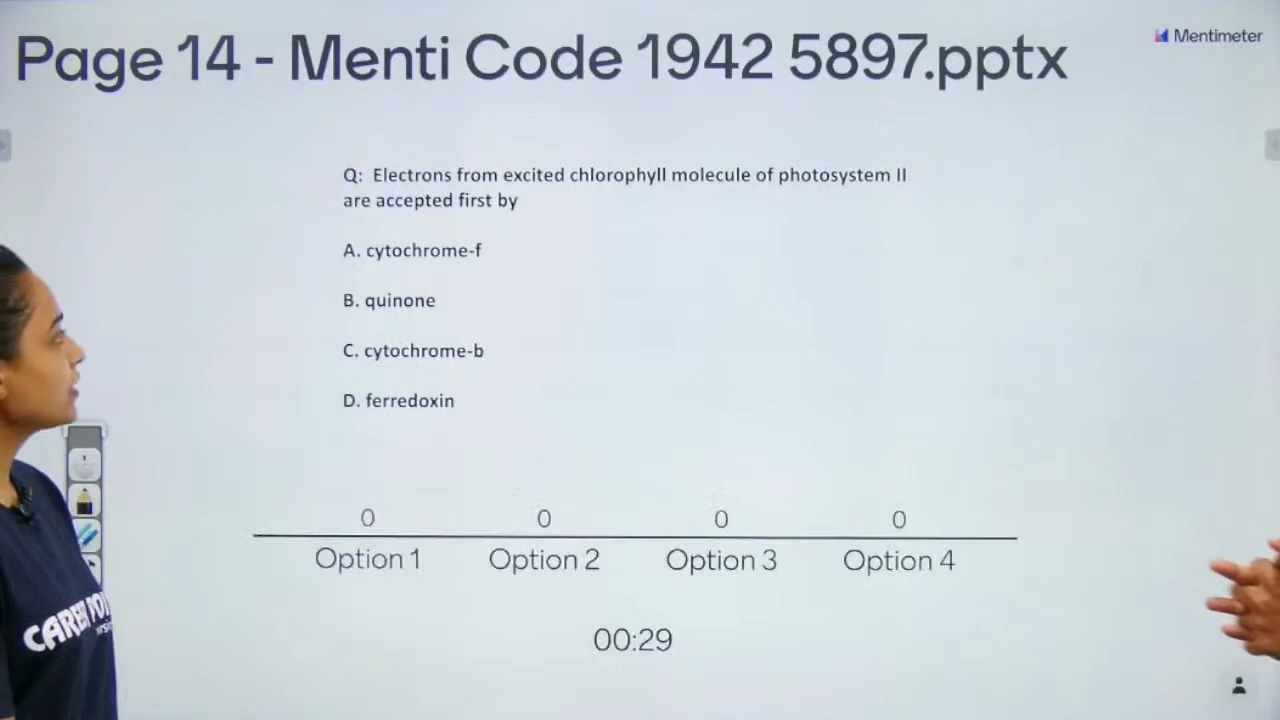 Page 14 - Menti Code 1942 5897.pptx
Mentimeter
Q: Electrons from excited chlorophyll molecule of photosystem II
are accepted first by
A. cytochrome-f
B. quinone
C. cytochrome-b
D. ferredoxin
0 0 0 0
Option 1 Option 2 Option 3 Option 4
00:29